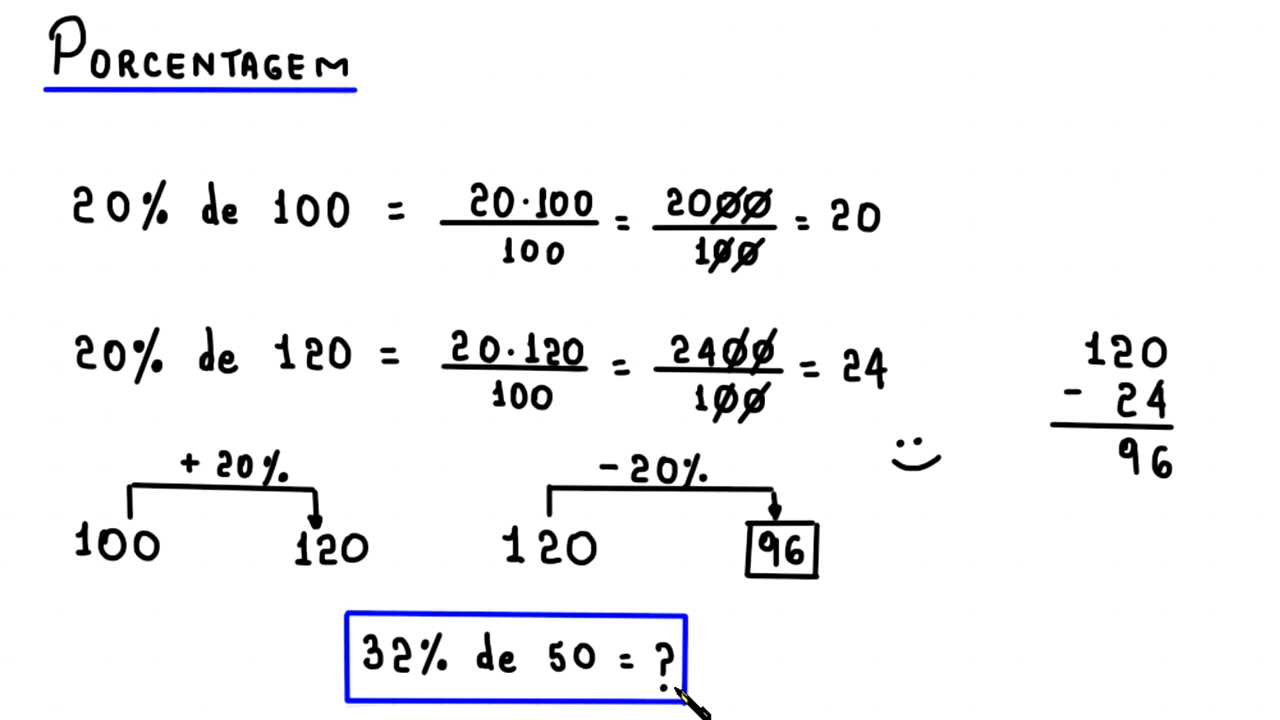 PORCENTAGEM
20% de 100 = 20·100/100 = 2000/100 = 20
20% de 120 = 20·120/100 = 2400/100 = 24
120
- 24
96
+ 20%
100 120
- 20%
120 96
32% de 50 = ?